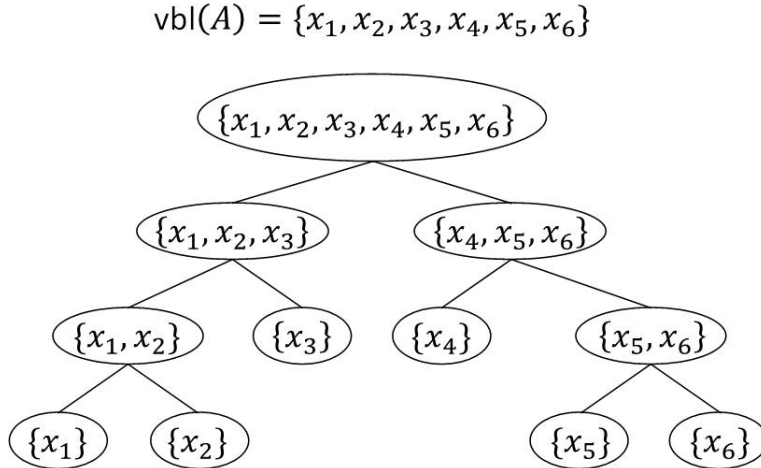 vbl(𝐴) = {𝑥₁, 𝑥₂, 𝑥₃, 𝑥₄, 𝑥₅, 𝑥₆}
{𝑥₁, 𝑥₂, 𝑥₃, 𝑥₄, 𝑥₅, 𝑥₆}
{𝑥₁, 𝑥₂, 𝑥₃} {𝑥₄, 𝑥₅, 𝑥₆}
{𝑥₁, 𝑥₂} {𝑥₃} {𝑥₄} {𝑥₅, 𝑥₆}
{𝑥₁} {𝑥₂} {𝑥₅} {𝑥₆}